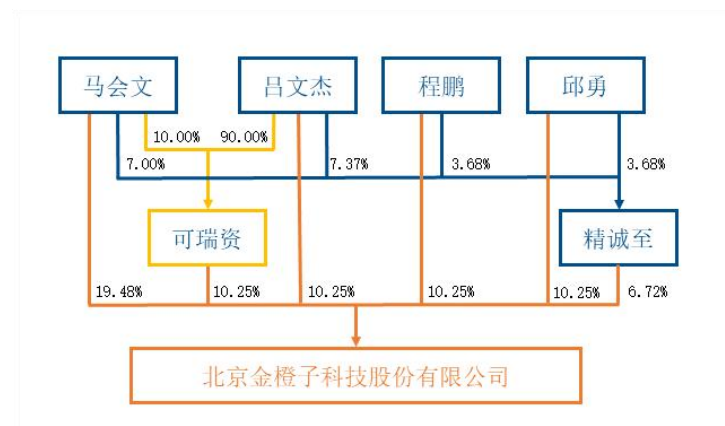 马会文 吕文杰 程鹏 邱勇
10.00% 90.00%
7.00% 7.37% 3.68% 3.68%
可瑞资 精诚至
19.48% 10.25% 10.25% 10.25% 10.25% 6.72%
北京金橙子科技股份有限公司